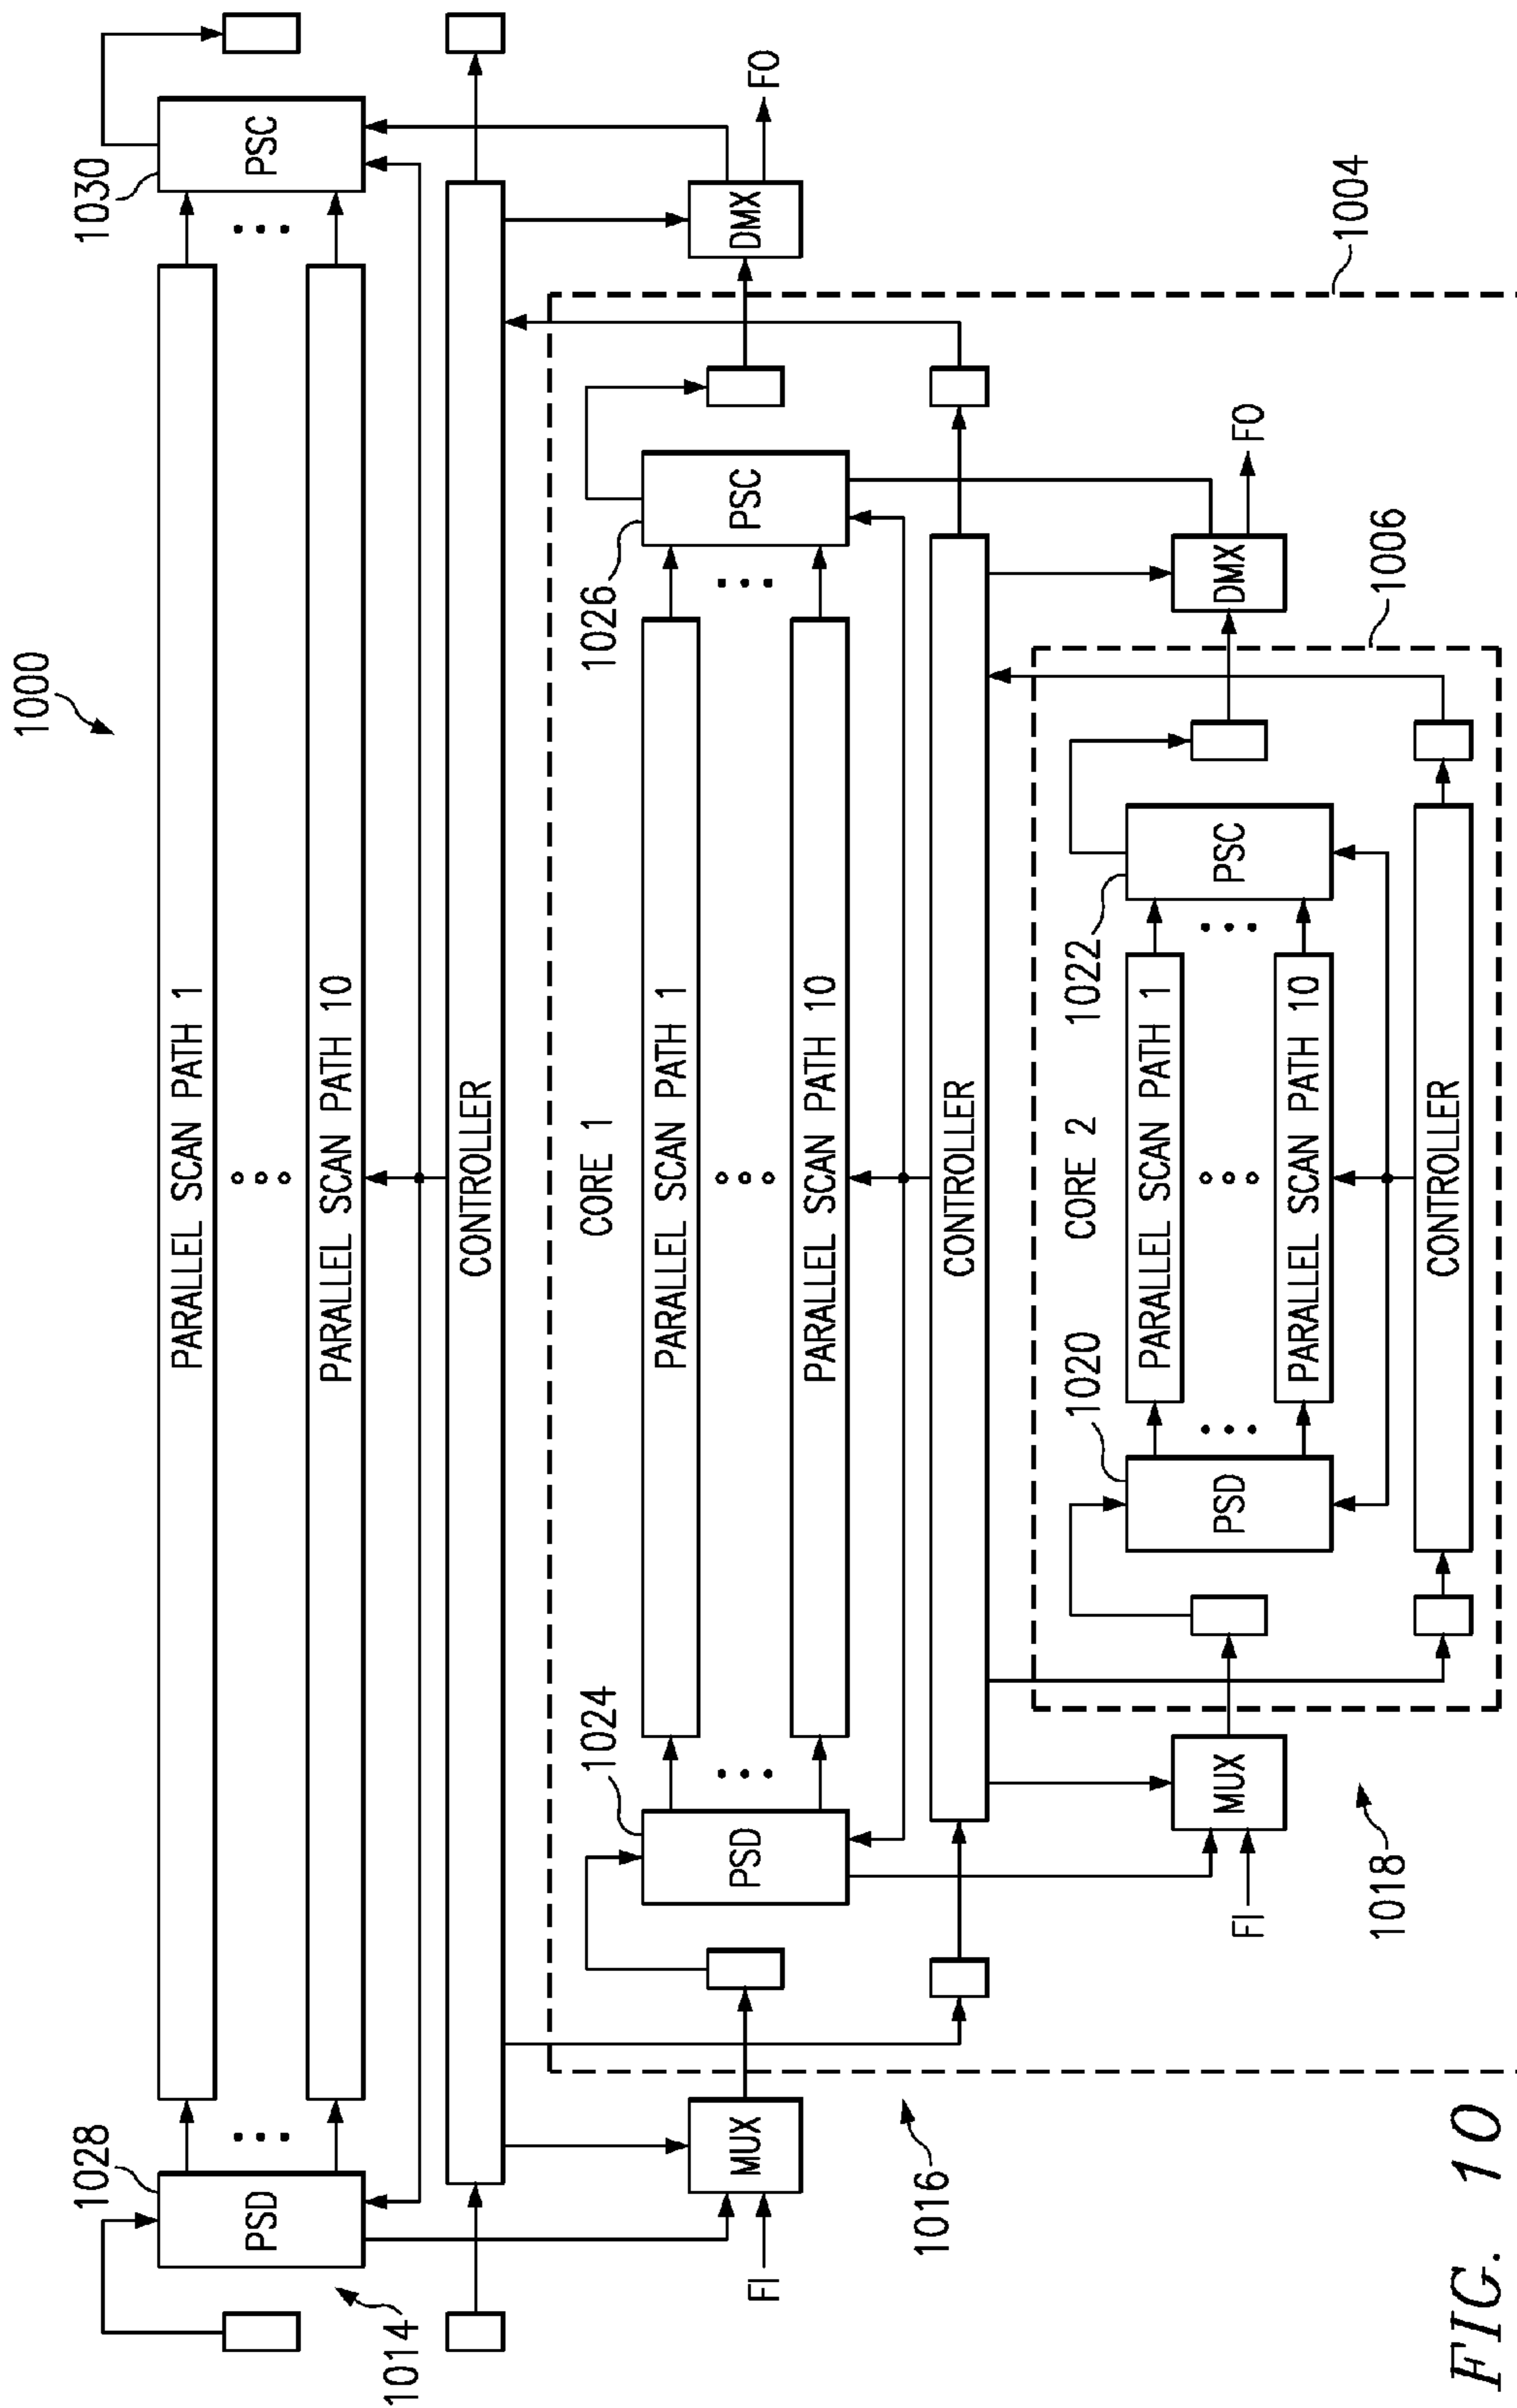 1000
1028
PSD
PARALLEL SCAN PATH 1
PARALLEL SCAN PATH 10
1030
PSC
1014
CONTROLLER
FI
MUX
DMX
FO
1016
1004
CORE 1
1024
PSD
PARALLEL SCAN PATH 1
PARALLEL SCAN PATH 10
1026
PSC
CONTROLLER
FI
MUX
DMX
FO
1018
1006
CORE 2
1020
PSD
PARALLEL SCAN PATH 1
PARALLEL SCAN PATH 10
1022
PSC
CONTROLLER
FIG. 10